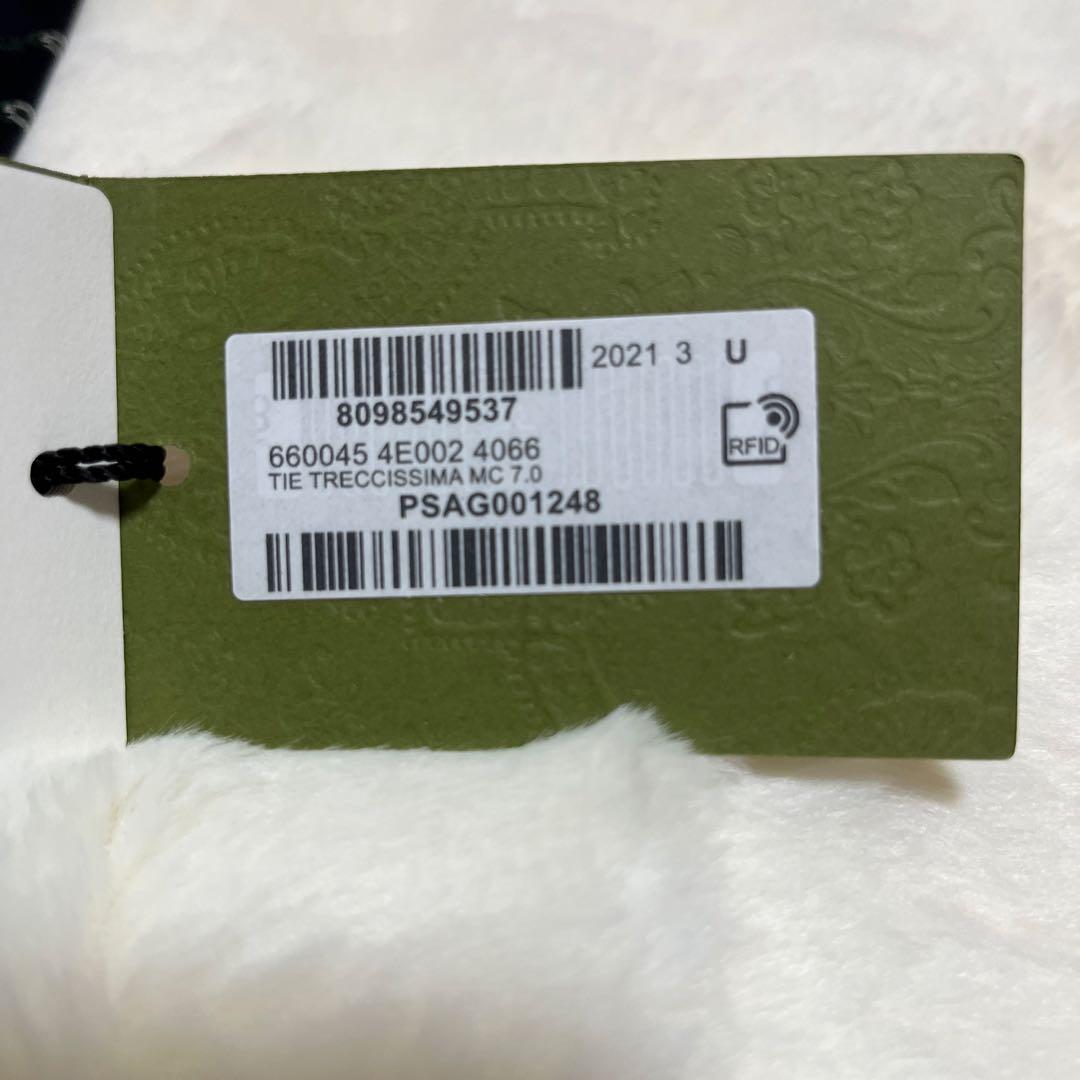 2021 3 U
8098549537
RFID
660045 4E002 4066
TIE TRECCISSIMA MC 7.0
PSAG001248